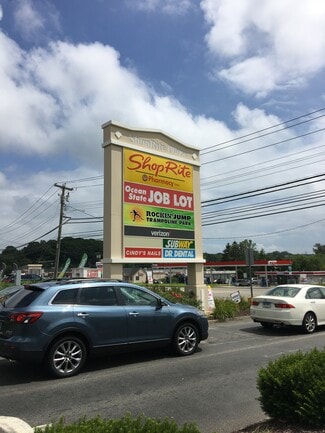 ShopRite
Pharmacy
Ocean
State JOB LOT
ROCKIN' JUMP
TRAMPOLINE PARK
verizon
SUBWAY
CINDY'S NAILS
DR DENTAL